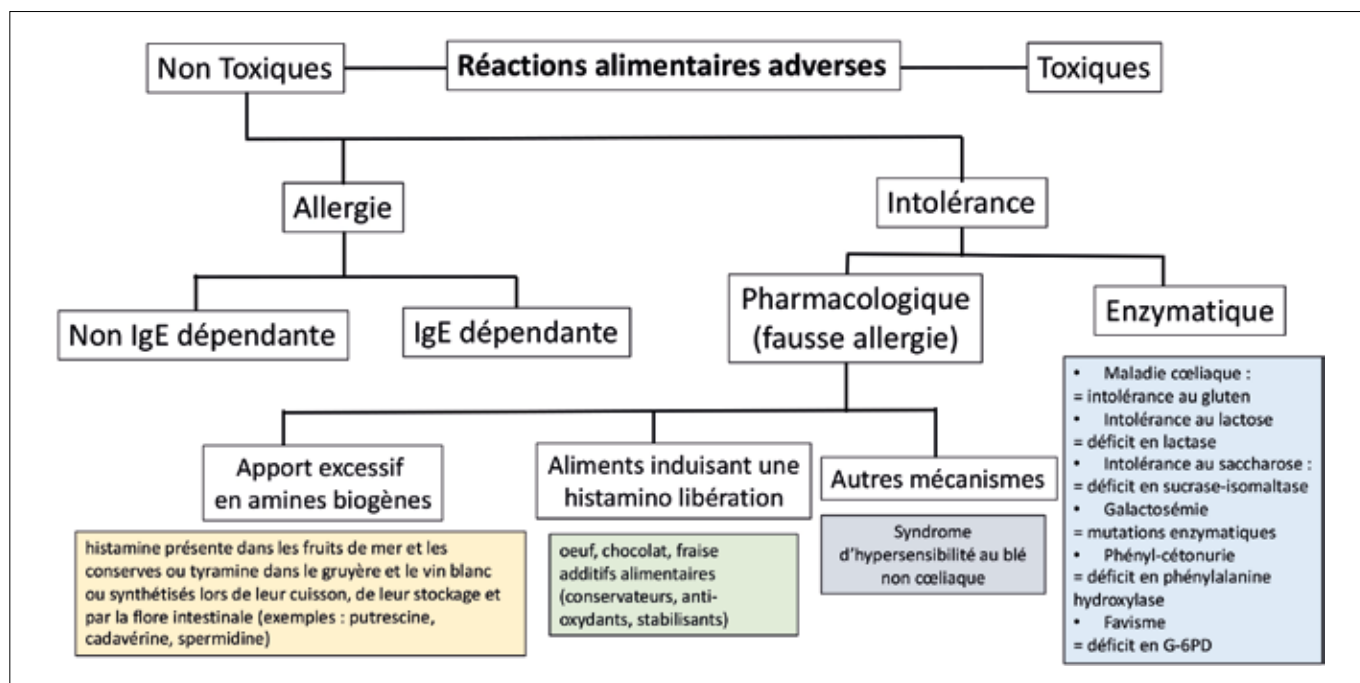 Non Toxiques
Réactions alimentaires adverses
Toxiques
Allergie
Intolérance
Non IgE dépendante
IgE dépendante
Pharmacologique
(fausse allergie)
Enzymatique
Apport excessif
en amines biogènes
Aliments induisant une
histamino libération
Autres mécanismes
histamine présente dans les fruits de mer et les
conserves ou tyramine dans le gruyère et le vin blanc
ou synthétisés lors de leur cuisson, de leur stockage et
par la flore intestinale (exemples : putrescine,
cadavérine, spermidine)
oeuf, chocolat, fraise
additifs alimentaires
(conservateurs, anti-
oxydants, stabilisants)
Syndrome
d'hypersensibilité au blé
non cœliaque
• Maladie cœliaque :
= intolérance au gluten
• Intolérance au lactose
= déficit en lactase
• Intolérance au saccharose :
= déficit en sucrase-isomaltase
• Galactosémie
= mutations enzymatiques
• Phényl-cétonurie
= déficit en phénylalanine
hydroxylase
• Favisme
= déficit en G-6PD